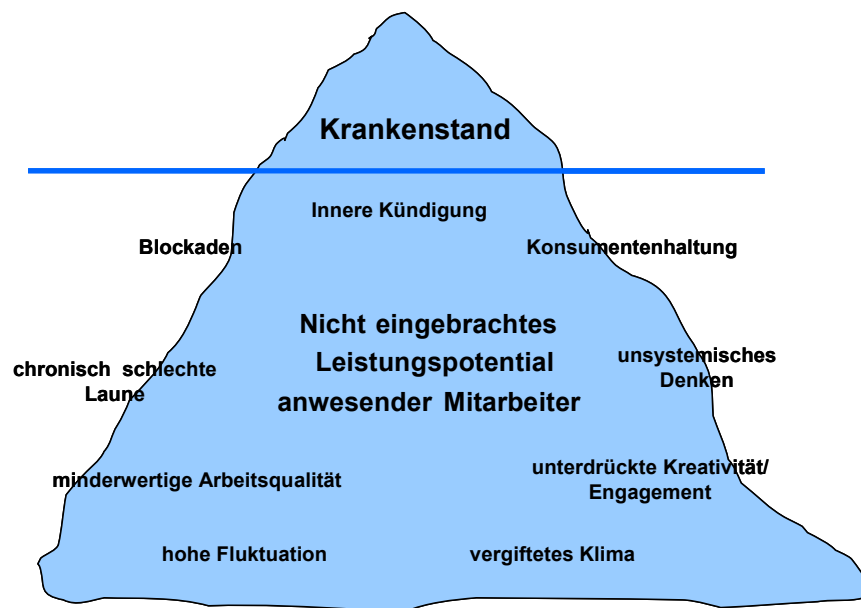 Krankenstand
Innere Kündigung
Blockaden
Konsumentenhaltung
Nicht eingebrachtes
Leistungspotential
anwesender Mitarbeiter
chronisch schlechte
Laune
unsystemisches
Denken
minderwertige Arbeitsqualität
unterdrückte Kreativität/
Engagement
hohe Fluktuation
vergiftetes Klima